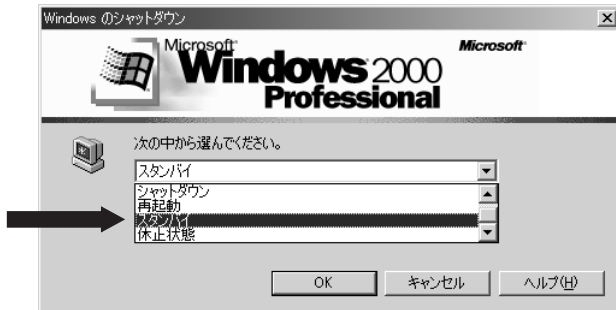 Windows のシャットダウン
Microsoft
Microsoft
Windows 2000
Professional
次の中から選んでください。
スタンバイ
シャットダウン
再起動
スタンバイ
休止状態
OK
キャンセル
ヘルプ(H)